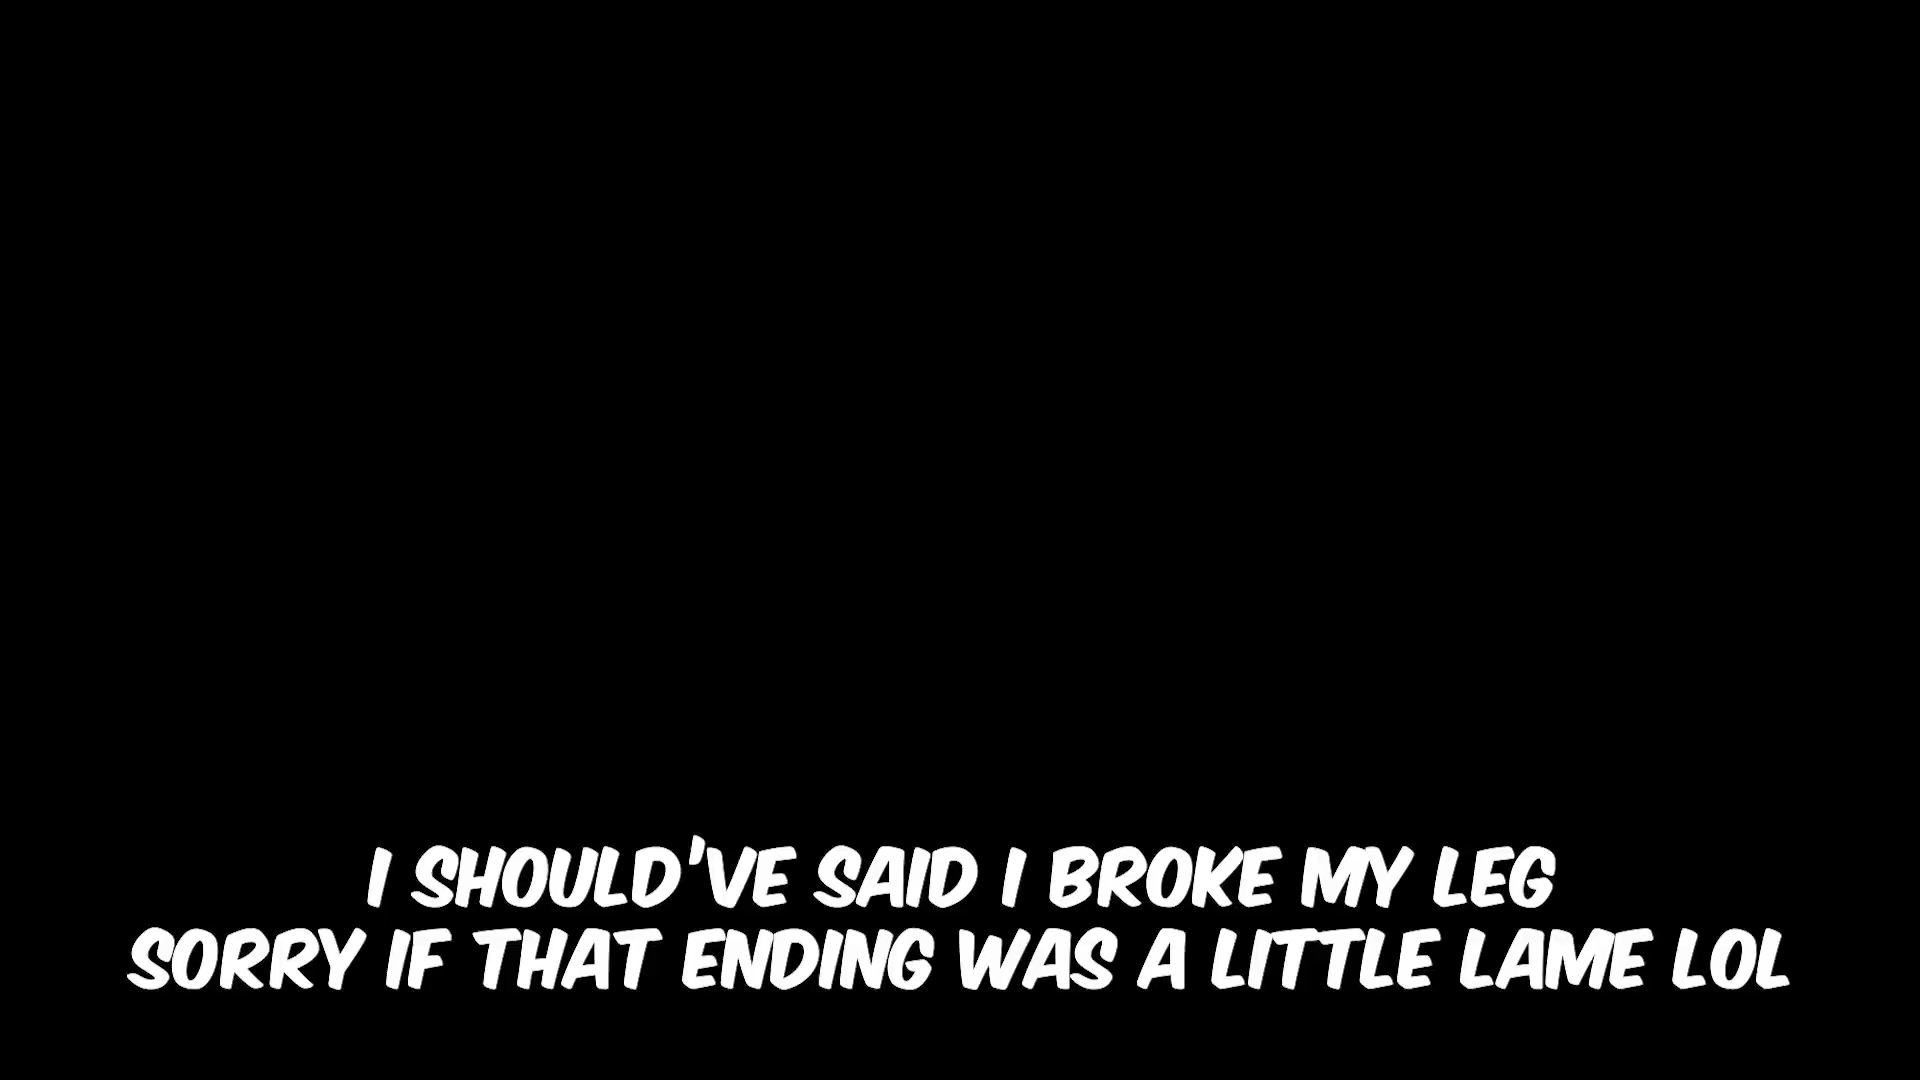 I SHOULD'VE SAID I BROKE MY LEG
SORRY IF THAT ENDING WAS A LITTLE LAME LOL